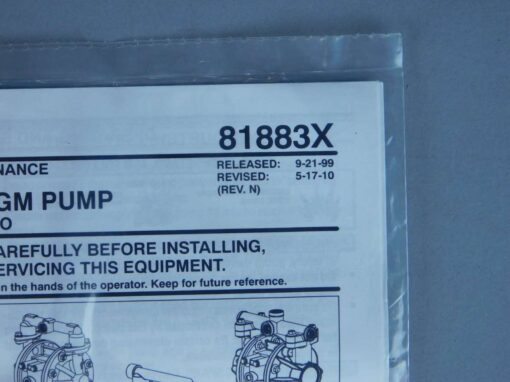 81883X
RELEASED: 9-21-99
NANCE
REVISED: 5-17-10
(REV. N)
GM PUMP
O
AREFULLY BEFORE INSTALLING,
ERVICING THIS EQUIPMENT.
n the hands of the operator. Keep for future reference.